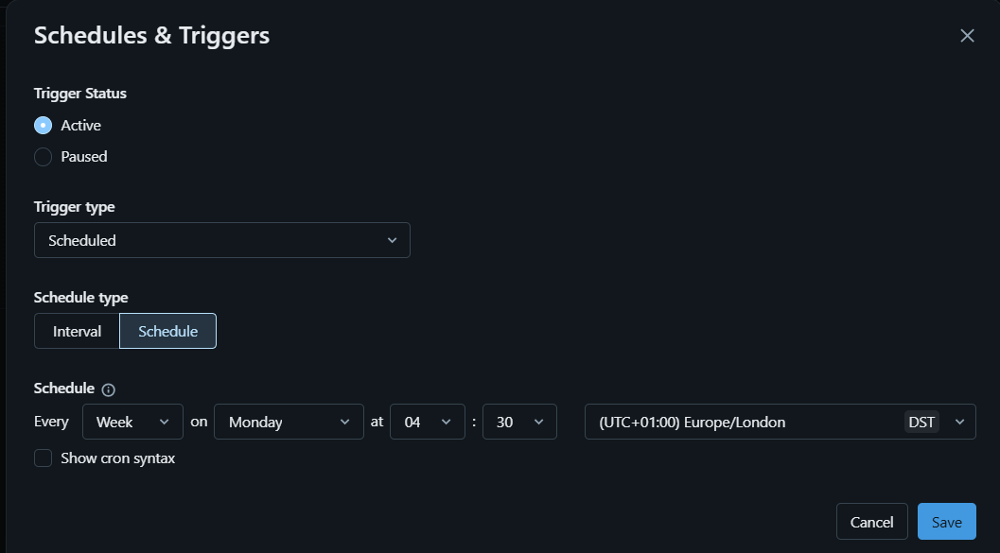 Schedules & Triggers
Trigger Status
Active
Paused
Trigger type
Scheduled
Schedule type
Interval Schedule
Schedule
Every Week on Monday at 04 : 30 (UTC+01:00) Europe/London DST
Show cron syntax
Cancel Save